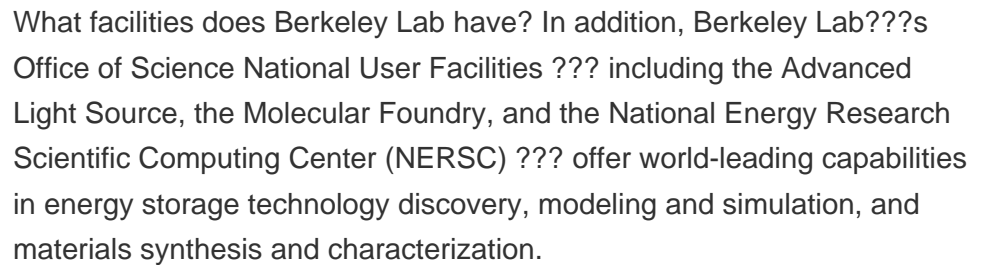 What facilities does Berkeley Lab have? In addition, Berkeley Lab???s
Office of Science National User Facilities ??? including the Advanced
Light Source, the Molecular Foundry, and the National Energy Research
Scientific Computing Center (NERSC) ??? offer world-leading capabilities
in energy storage technology discovery, modeling and simulation, and
materials synthesis and characterization.